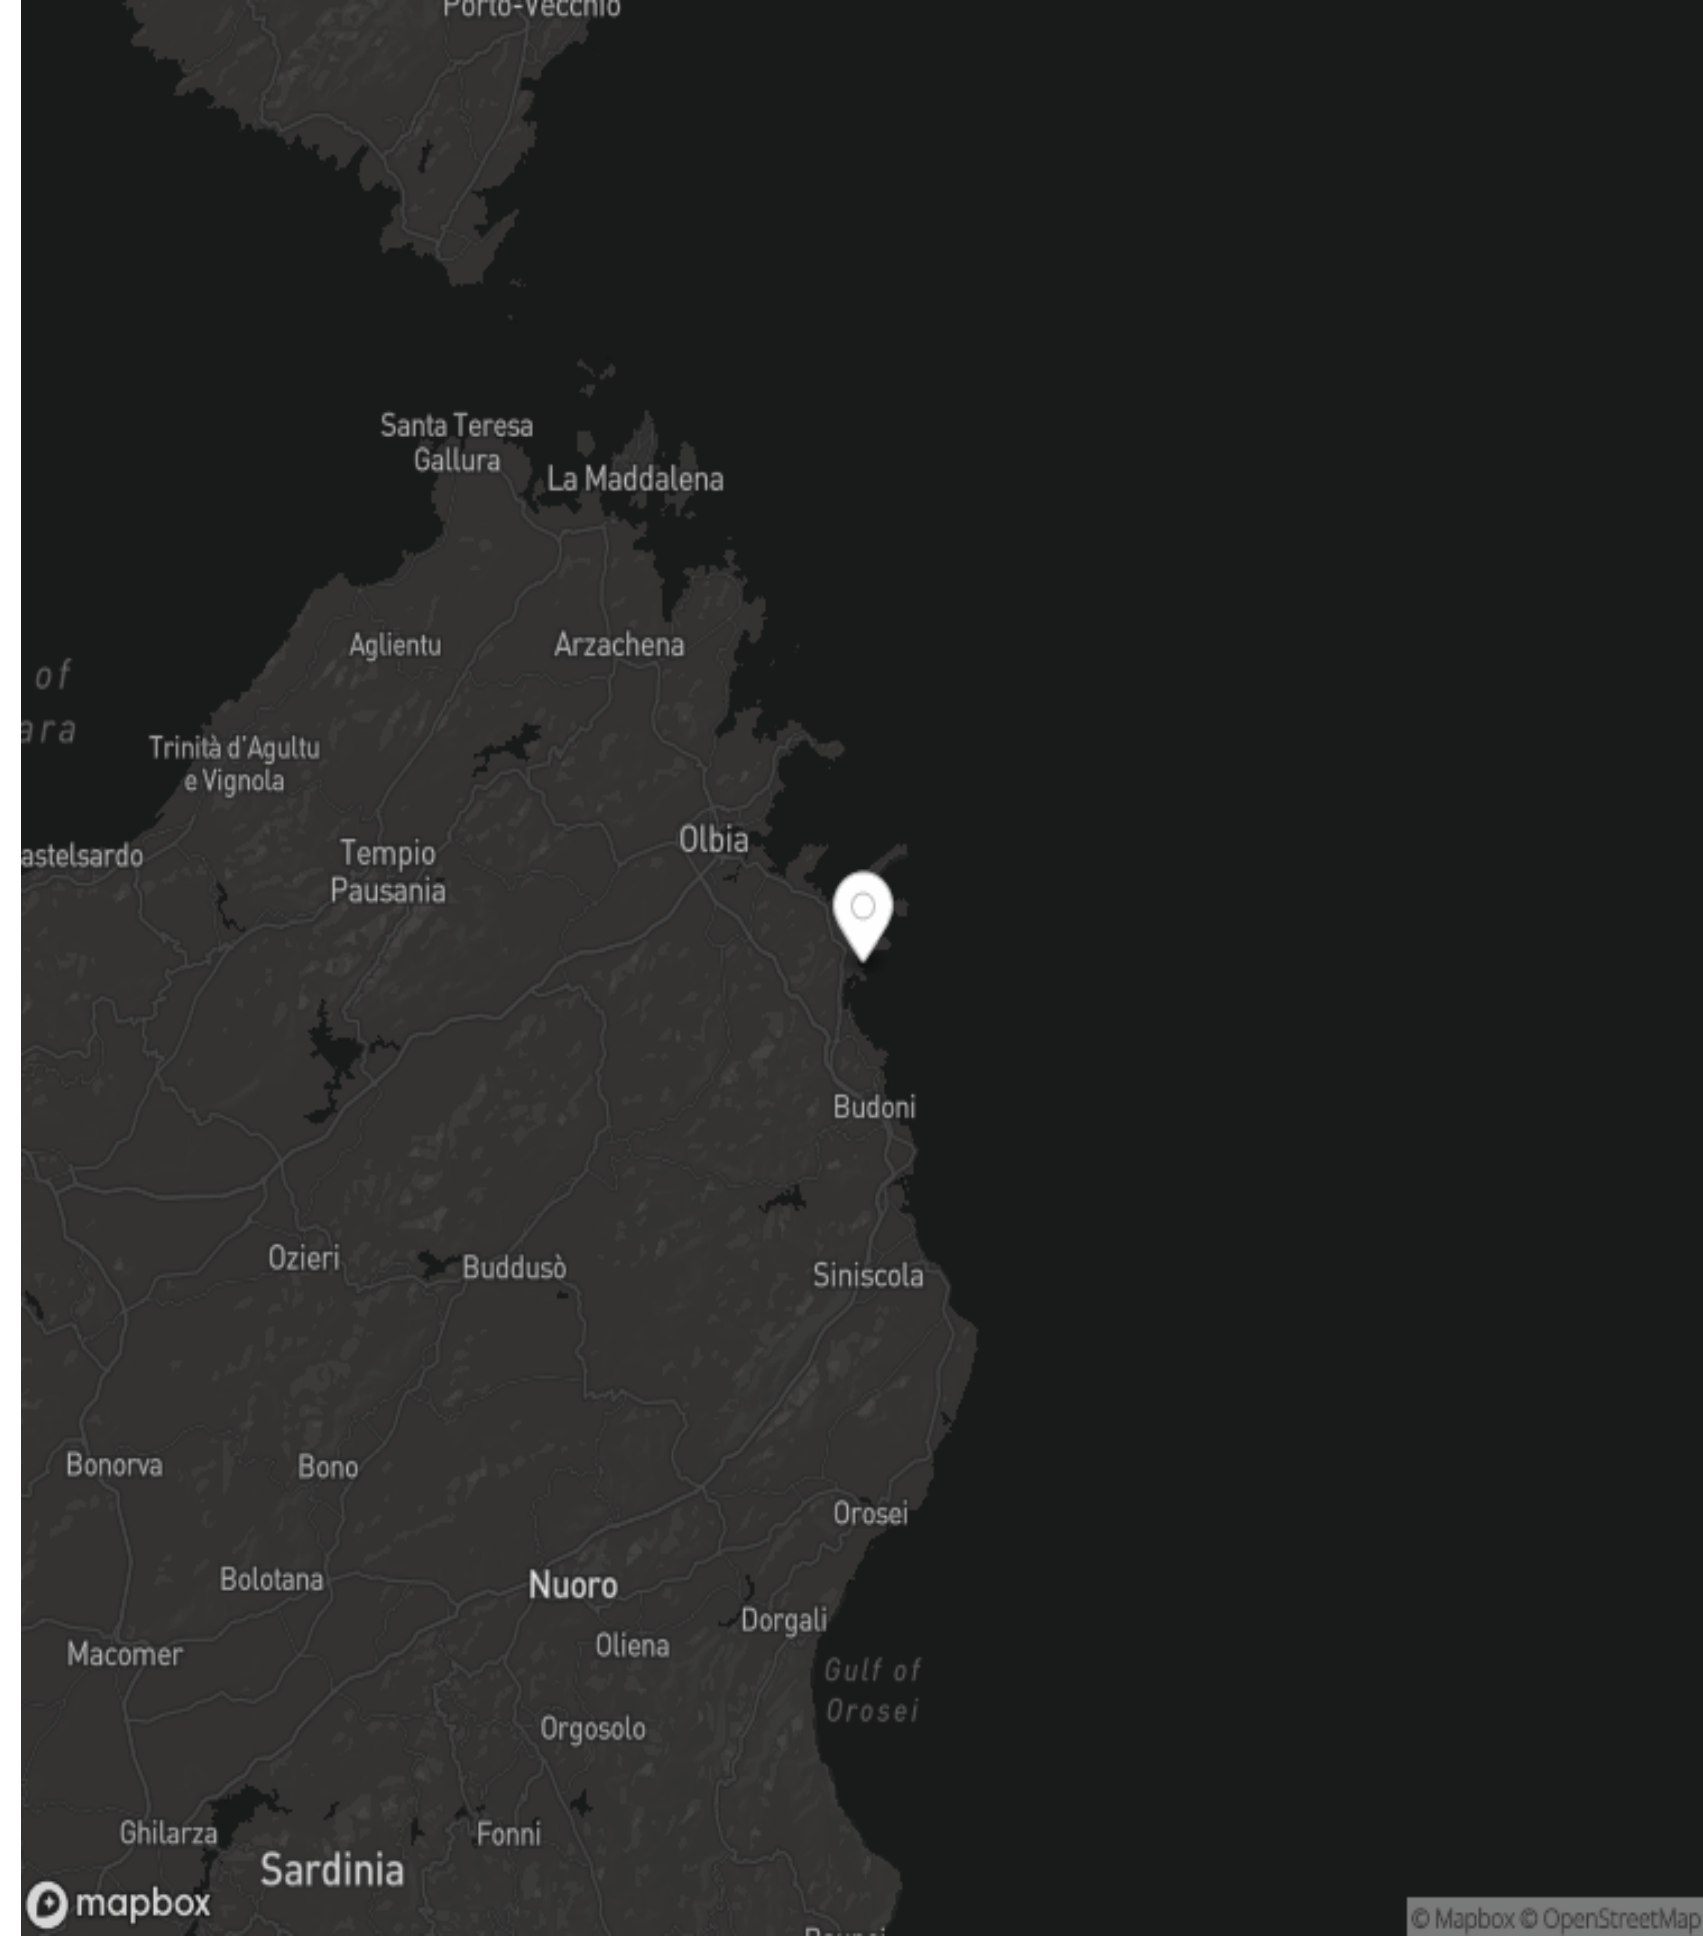 Porto-Vecchio
Santa Teresa
Gallura
La Maddalena
Aglientu
Arzachena
of
ara
Trinità d'Agultu
e Vignola
Olbia
astelsardo
Tempio
Pausania
Budoni
Ozieri
Buddusò
Siniscola
Bonorva
Bono
Orosei
Bolotana
Nuoro
Dorgali
Oliena
Macomer
Gulf of
Orosei
Orgosolo
Ghilarza
Fonni
Sardinia
mapbox
© Mapbox © OpenStreetMap